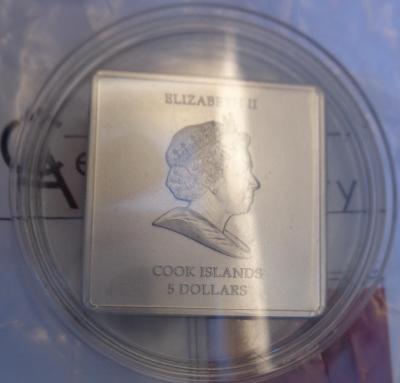 ELIZABETH II
COOK ISLANDS
5 DOLLARS